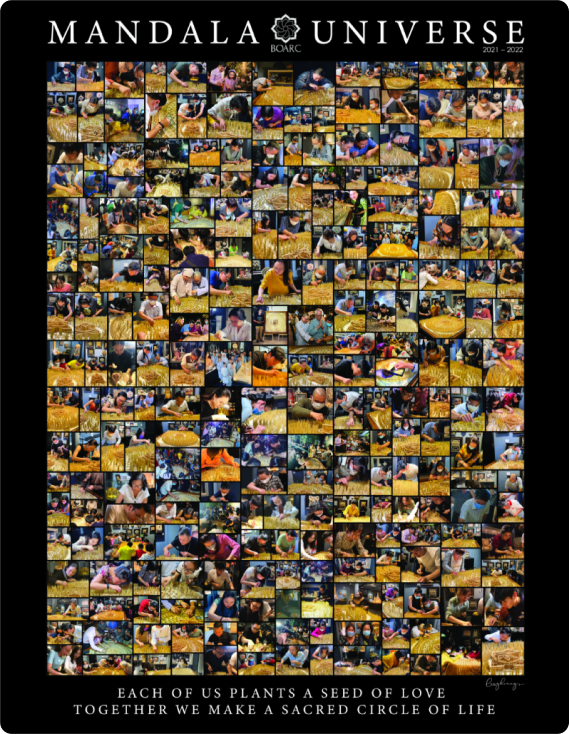 MANDALA UNIVERSE
BOARC
2021 – 2022
EACH OF US PLANTS A SEED OF LOVE
TOGETHER WE MAKE A SACRED CIRCLE OF LIFE